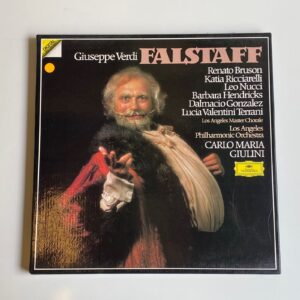 Giuseppe Verdi FALSTAFF
Renato Bruson
Katia Ricciarelli
Leo Nucci
Barbara Hendricks
Dalmacio Gonzalez
Lucia Valentini Terrani
Los Angeles Master Chorale
Los Angeles
Philharmonic Orchestra
CARLO MARIA
GIULINI